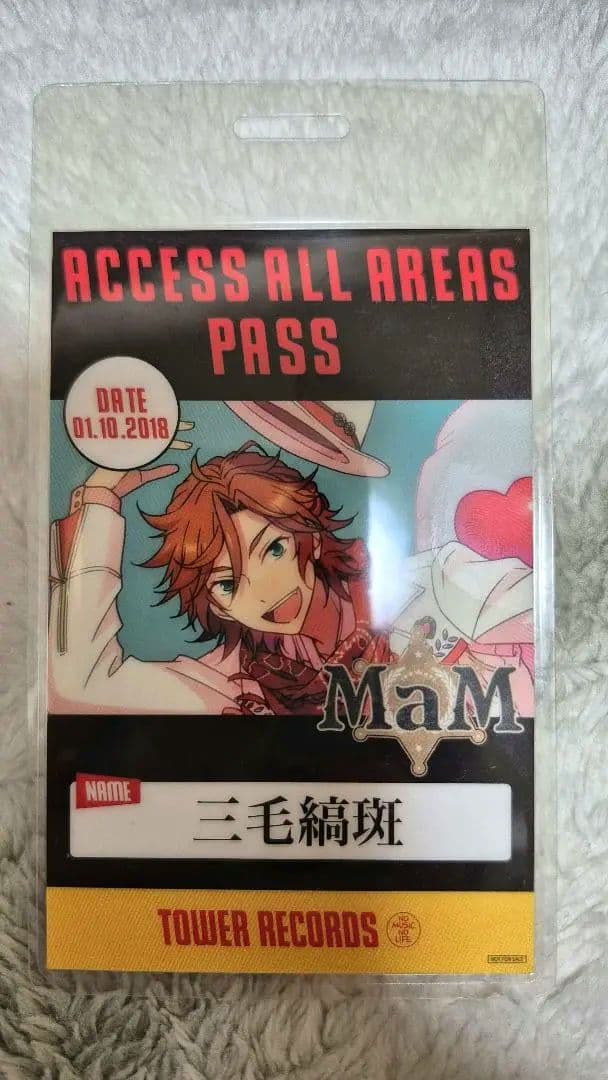 ACCESS ALL AREAS
PASS
DATE
01.10.2018
MaM
NAME
三毛縞斑
TOWER RECORDS
NO
MUSIC,
NO
LIFE.
NOT FOR SALE